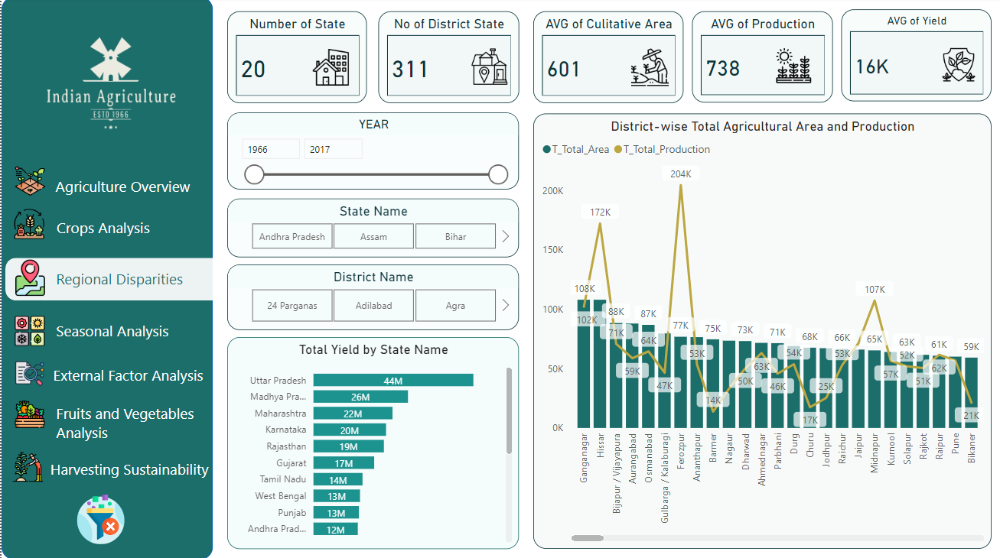 Indian Agriculture
ESTD 1966
Agriculture Overview
Crops Analysis
Regional Disparities
Seasonal Analysis
External Factor Analysis
Fruits and Vegetables
Analysis
Harvesting Sustainability
Number of State
20
No of District State
311
AVG of Culitative Area
601
AVG of Production
738
AVG of Yield
16K
YEAR
1966 2017
State Name
Andhra Pradesh Assam Bihar
District Name
24 Parganas Adilabad Agra
Total Yield by State Name
Uttar Pradesh 44M
Madhya Pra... 26M
Maharashtra 22M
Karnataka 20M
Rajasthan 19M
Gujarat 17M
Tamil Nadu 14M
West Bengal 13M
Punjab 13M
Andhra Prad... 12M
District-wise Total Agricultural Area and Production
T_Total_Area T_Total_Production
200K
150K
100K
50K
0K
108K
102K
172K
88K
71K
59K
87K
64K
47K
204K
77K
53K
75K
14K
73K
50K
63K
71K
46K
54K
68K
17K
25K
66K
53K
107K
65K
57K
63K
52K
51K
61K
62K
59K
21K
Ganganagar
Hissar
Bijapur / Vijayapura
Aurangabad
Osmanabad
Gulbarga / Kalaburagi
Ferozpur
Ananthapur
Barmer
Nagaur
Dharwad
Ahmednagar
Parbhani
Durg
Churu
Jodhpur
Raichur
Jaipur
Midnapur
Kurnool
Solapur
Rajkot
Raipur
Pune
Bikaner